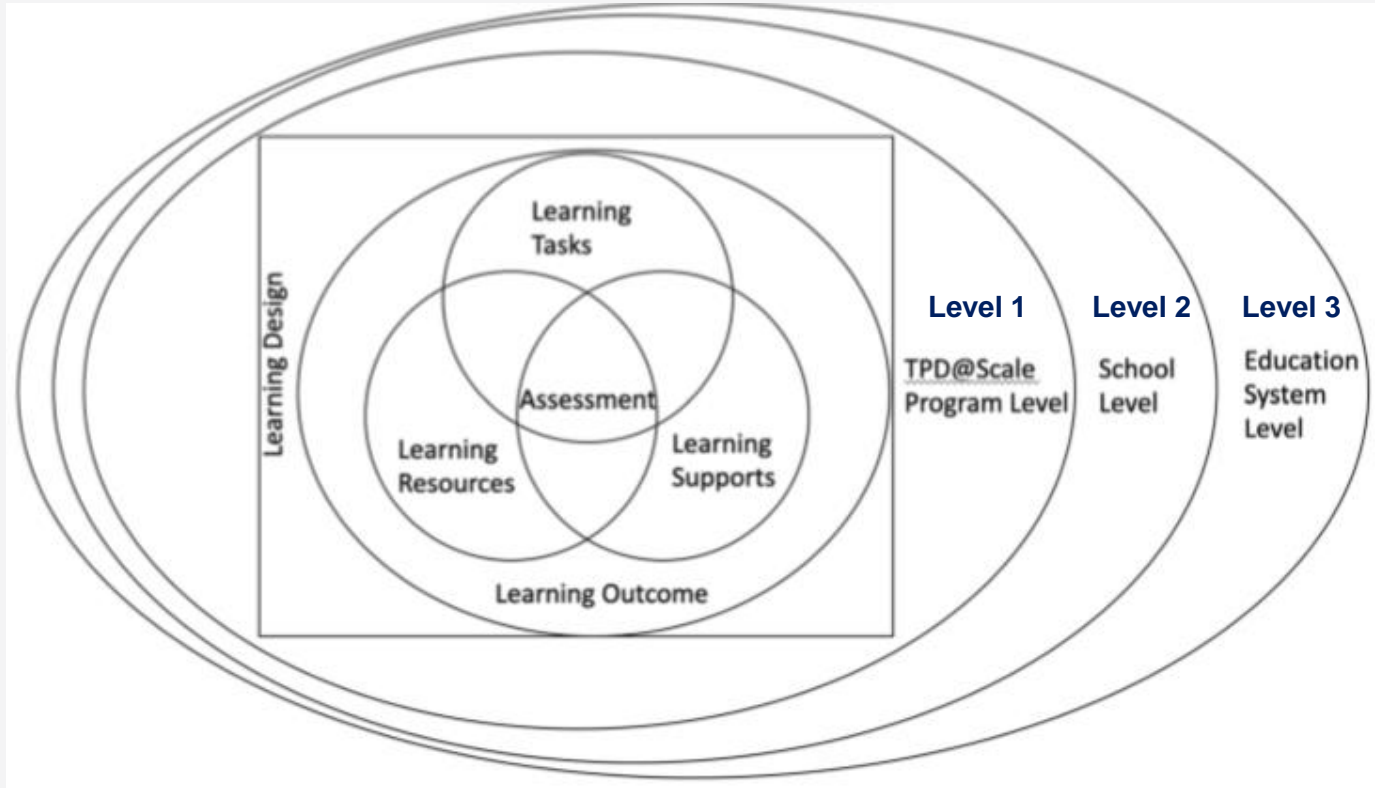 Learning
Tasks
Learning Design
Assessment
Learning
Resources
Learning
Supports
Learning Outcome
Level 1
TPD@Scale
Program Level
Level 2
School
Level
Level 3
Education
System
Level